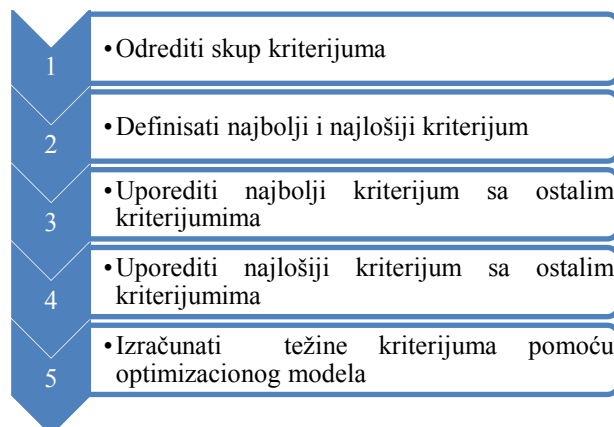 1
•Odrediti skup kriterijuma
2
•Definisati najbolji i najlošiji kriterijum
3
•Uporediti najbolji kriterijum sa ostalim
kriterijumima
4
•Uporediti najlošiji kriterijum sa ostalim
kriterijumima
5
•Izračunati težine kriterijuma pomoću
optimizacionog modela